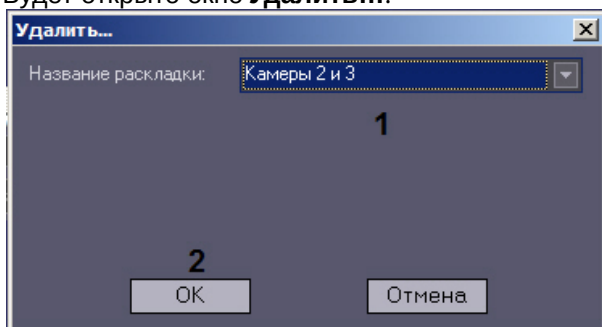 Будет открыто окно Удалить....
Удалить...
Название раскладки: Камеры 2 и 3
1
2
OK Отмена